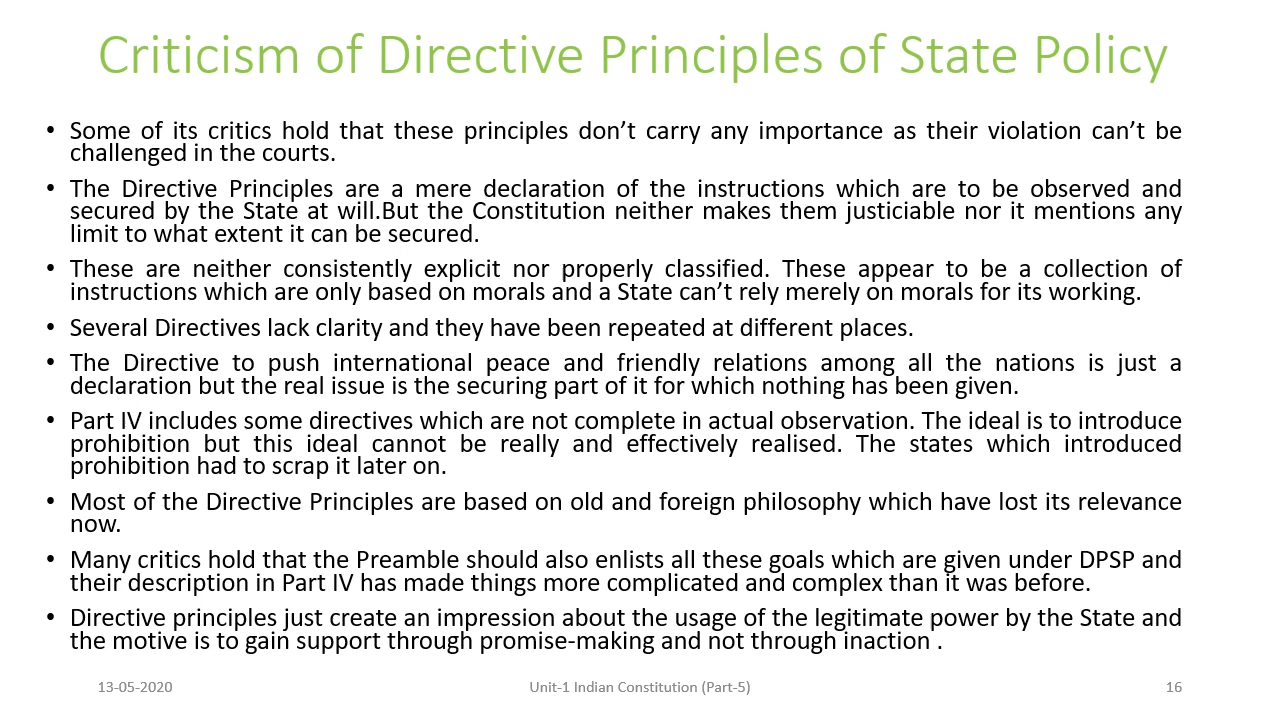 Criticism of Directive Principles of State Policy
• Some of its critics hold that these principles don’t carry any importance as their violation can’t be
challenged in the courts.
• The Directive Principles are a mere declaration of the instructions which are to be observed and
secured by the State at will.But the Constitution neither makes them justiciable nor it mentions any
limit to what extent it can be secured.
• These are neither consistently explicit nor properly classified. These appear to be a collection of
instructions which are only based on morals and a State can’t rely merely on morals for its working.
• Several Directives lack clarity and they have been repeated at different places.
• The Directive to push international peace and friendly relations among all the nations is just a
declaration but the real issue is the securing part of it for which nothing has been given.
• Part IV includes some directives which are not complete in actual observation. The ideal is to introduce
prohibition but this ideal cannot be really and effectively realised. The states which introduced
prohibition had to scrap it later on.
• Most of the Directive Principles are based on old and foreign philosophy which have lost its relevance
now.
• Many critics hold that the Preamble should also enlists all these goals which are given under DPSP and
their description in Part IV has made things more complicated and complex than it was before.
• Directive principles just create an impression about the usage of the legitimate power by the State and
the motive is to gain support through promise-making and not through inaction .
13-05-2020
Unit-1 Indian Constitution (Part-5)
16